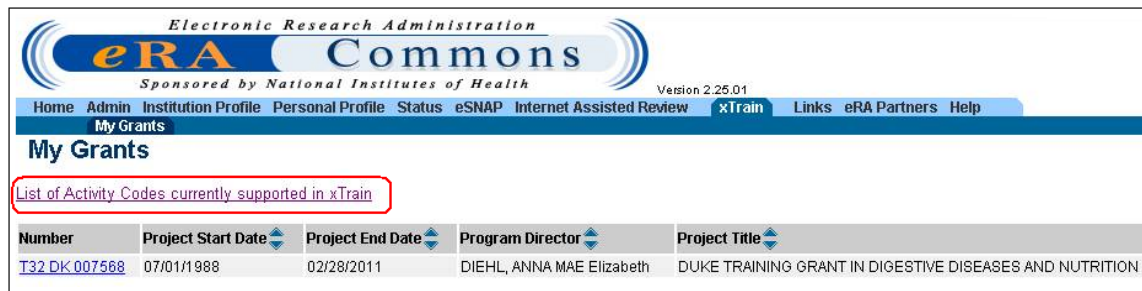 Electronic Research Administration
eRA Commons
Sponsored by National Institutes of Health
Version 2.25.01
Home Admin Institution Profile Personal Profile Status eSNAP Internet Assisted Review xTrain Links eRA Partners Help
My Grants
My Grants
List of Activity Codes currently supported in xTrain
Number Project Start Date Project End Date Program Director Project Title
T32 DK 007568 07/01/1988 02/28/2011 DIEHL, ANNA MAE Elizabeth DUKE TRAINING GRANT IN DIGESTIVE DISEASES AND NUTRITION